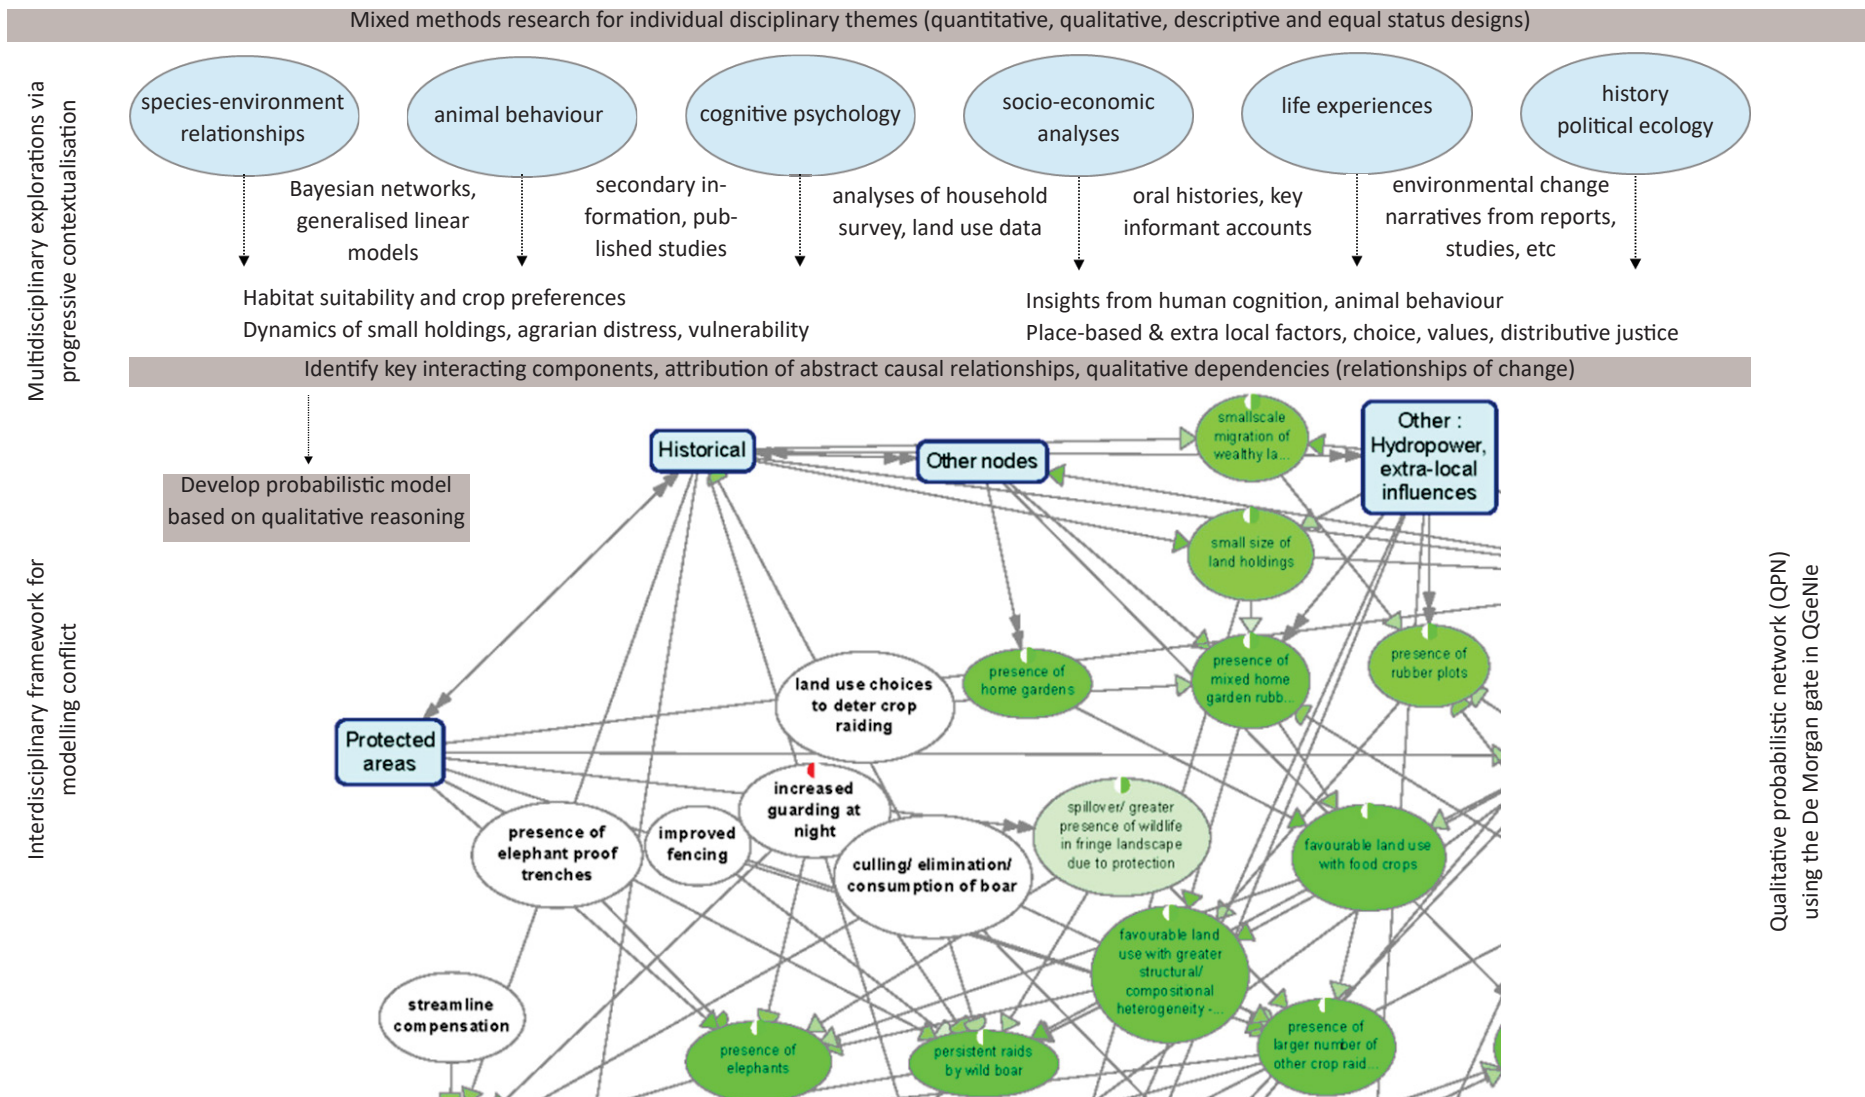 Mixed methods research for individual disciplinary themes (quantitative, qualitative, descriptive and equal status designs)
Multidisciplinary explorations via
progressive contextualisation
species-environment
relationships
animal behaviour
cognitive psychology
socio-economic
analyses
life experiences
history
political ecology
Bayesian networks,
generalised linear
models
secondary in-
formation, pub-
lished studies
analyses of household
survey, land use data
oral histories, key
informant accounts
environmental change
narratives from reports,
studies, etc
Habitat suitability and crop preferences
Dynamics of small holdings, agrarian distress, vulnerability
Insights from human cognition, animal behaviour
Place-based & extra local factors, choice, values, distributive justice
Identify key interacting components, attribution of abstract causal relationships, qualitative dependencies (relationships of change)
Develop probabilistic model
based on qualitative reasoning
Interdisciplinary framework for
modelling conflict
Historical
Other nodes
smallscale
migration of
wealthy la...
Other :
Hydropower,
extra-local
influences
small size of
land holdings
presence of
home gardens
presence of
mixed home
garden rubb...
presence of
rubber plots
land use choices
to deter crop
raiding
Protected
areas
increased
guarding at
night
presence of
elephant proof
trenches
improved
fencing
culling/ elimination/
consumption of boar
spillover/ greater
presence of wildlife
in fringe landscape
due to protection
favourable land use
with food crops
favourable land
use with greater
structural/
compositional
heterogeneity -...
streamline
compensation
presence of
elephants
persistent raids
by wild boar
presence of
larger number of
other crop raid...
Qualitative probabilistic network (QPN)
using the De Morgan gate in QGeNIe